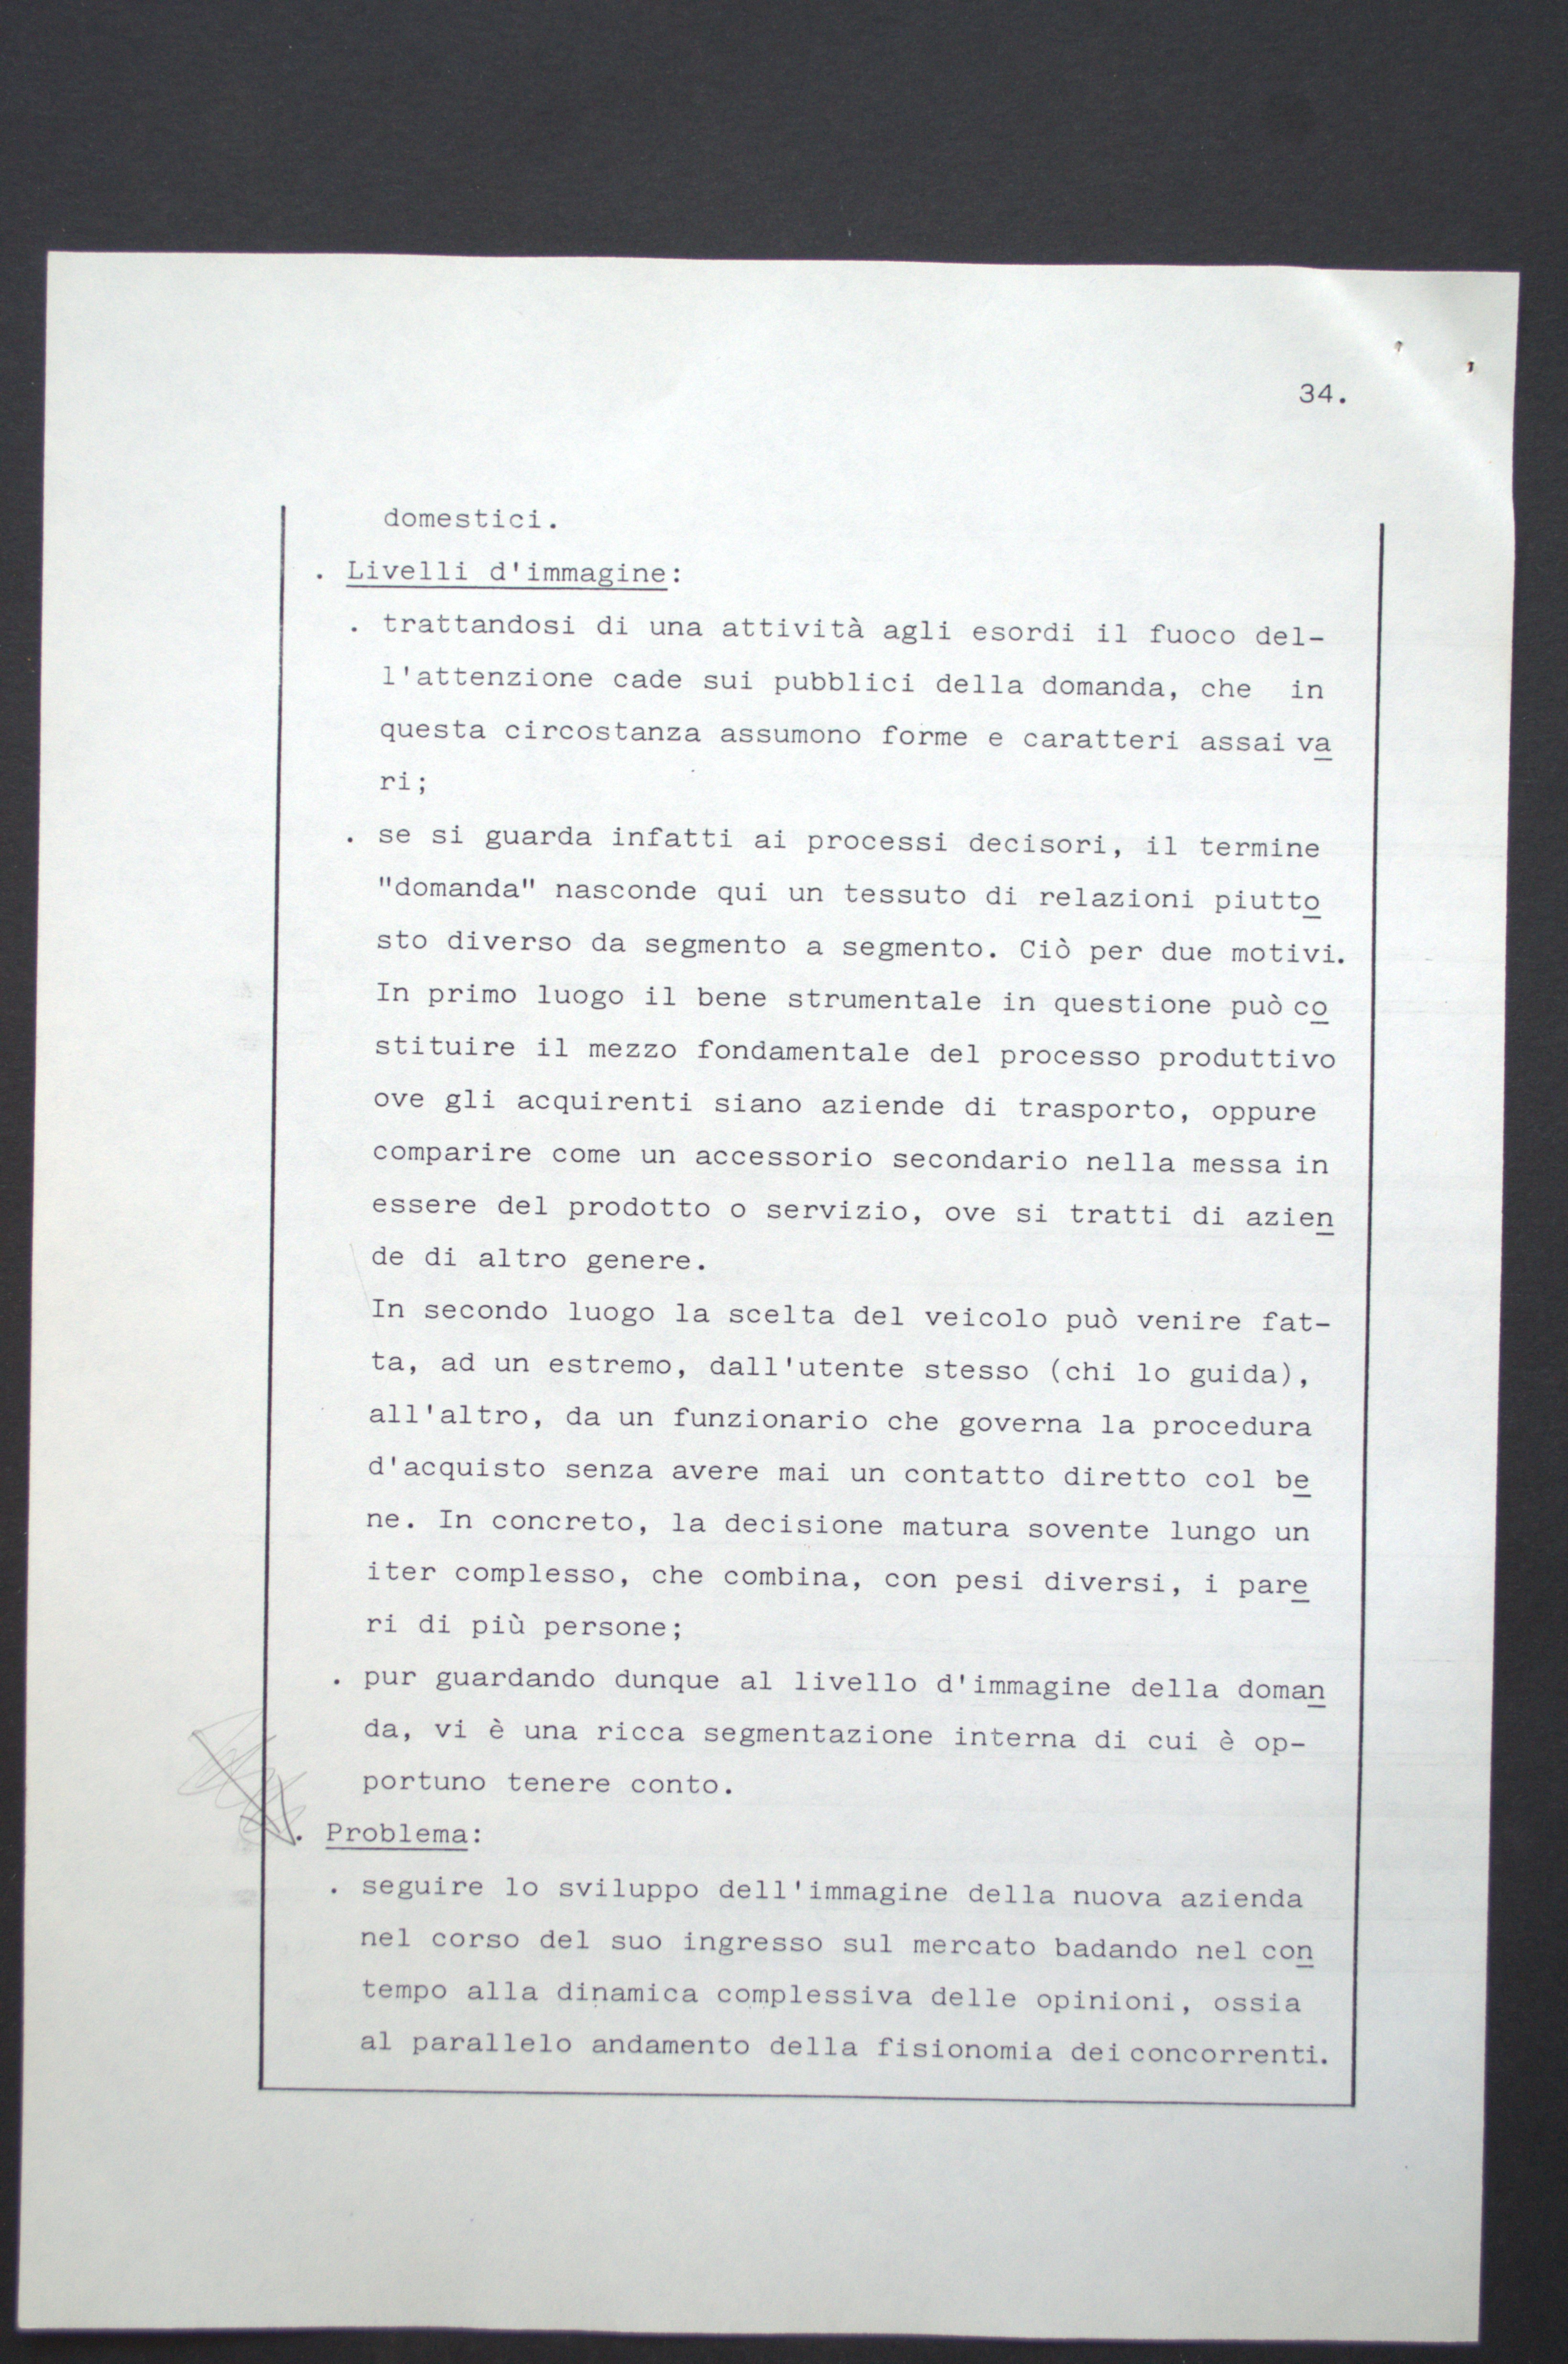 34.
domestici.
. Livelli d'immagine:
. trattandosi di una attività agli esordi il fuoco del-
l'attenzione cade sui pubblici della domanda, che in
questa circostanza assumono forme e caratteri assai va
ri;
. se si guarda infatti ai processi decisori, il termine
"domanda" nasconde qui un tessuto di relazioni piutto
sto diverso da segmento a segmento. Ciò per due motivi.
In primo luogo il bene strumentale in questione può co
stituire il mezzo fondamentale del processo produttivo
ove gli acquirenti siano aziende di trasporto, oppure
comparire come un accessorio secondario nella messa in
essere del prodotto o servizio, ove si tratti di azien
de di altro genere.
In secondo luogo la scelta del veicolo può venire fat-
ta, ad un estremo, dall'utente stesso (chi lo guida),
all'altro, da un funzionario che governa la procedura
d'acquisto senza avere mai un contatto diretto col be
ne. In concreto, la decisione matura sovente lungo un
iter complesso, che combina, con pesi diversi, i pare
ri di più persone;
. pur guardando dunque al livello d'immagine della doman
da, vi è una ricca segmentazione interna di cui è op-
portuno tenere conto.
. Problema:
. seguire lo sviluppo dell'immagine della nuova azienda
nel corso del suo ingresso sul mercato badando nel con
tempo alla dinamica complessiva delle opinioni, ossia
al parallelo andamento della fisionomia dei concorrenti.